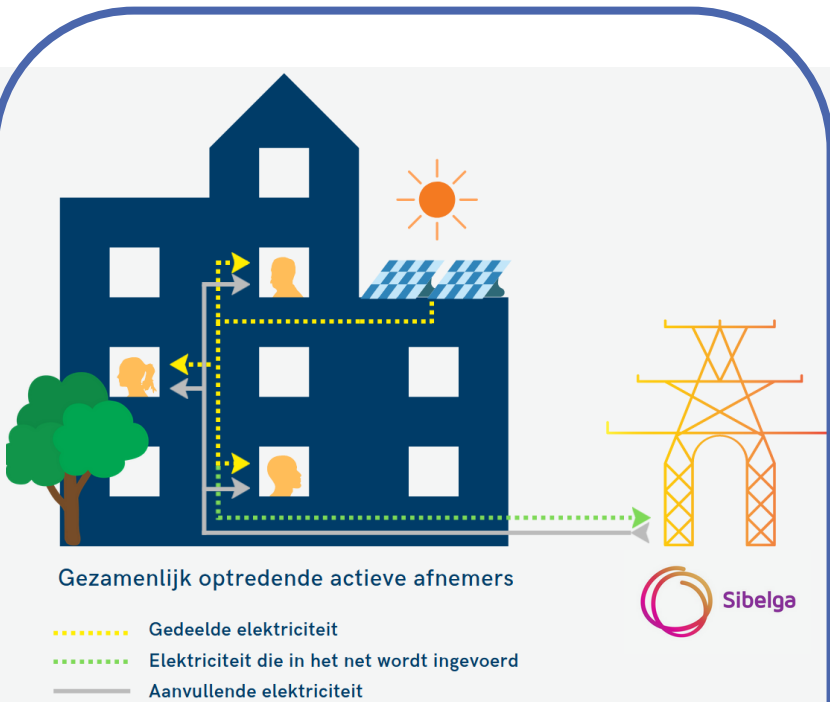 Gezamenlijk optredende actieve afnemers
Sibelga
Gedeelde elektriciteit
Elektriciteit die in het net wordt ingevoerd
Aanvullende elektriciteit